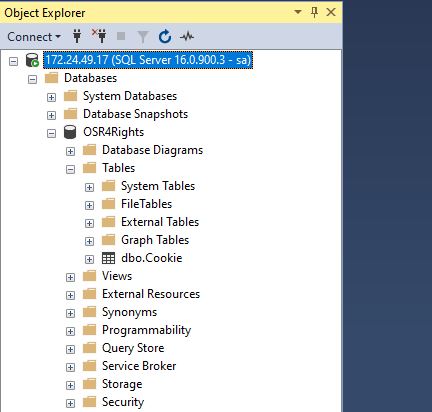 Object Explorer
Connect
172.24.49.17 (SQL Server 16.0.900.3 - sa)
Databases
System Databases
Database Snapshots
OSR4Rights
Database Diagrams
Tables
System Tables
FileTables
External Tables
Graph Tables
dbo.Cookie
Views
External Resources
Synonyms
Programmability
Query Store
Service Broker
Storage
Security